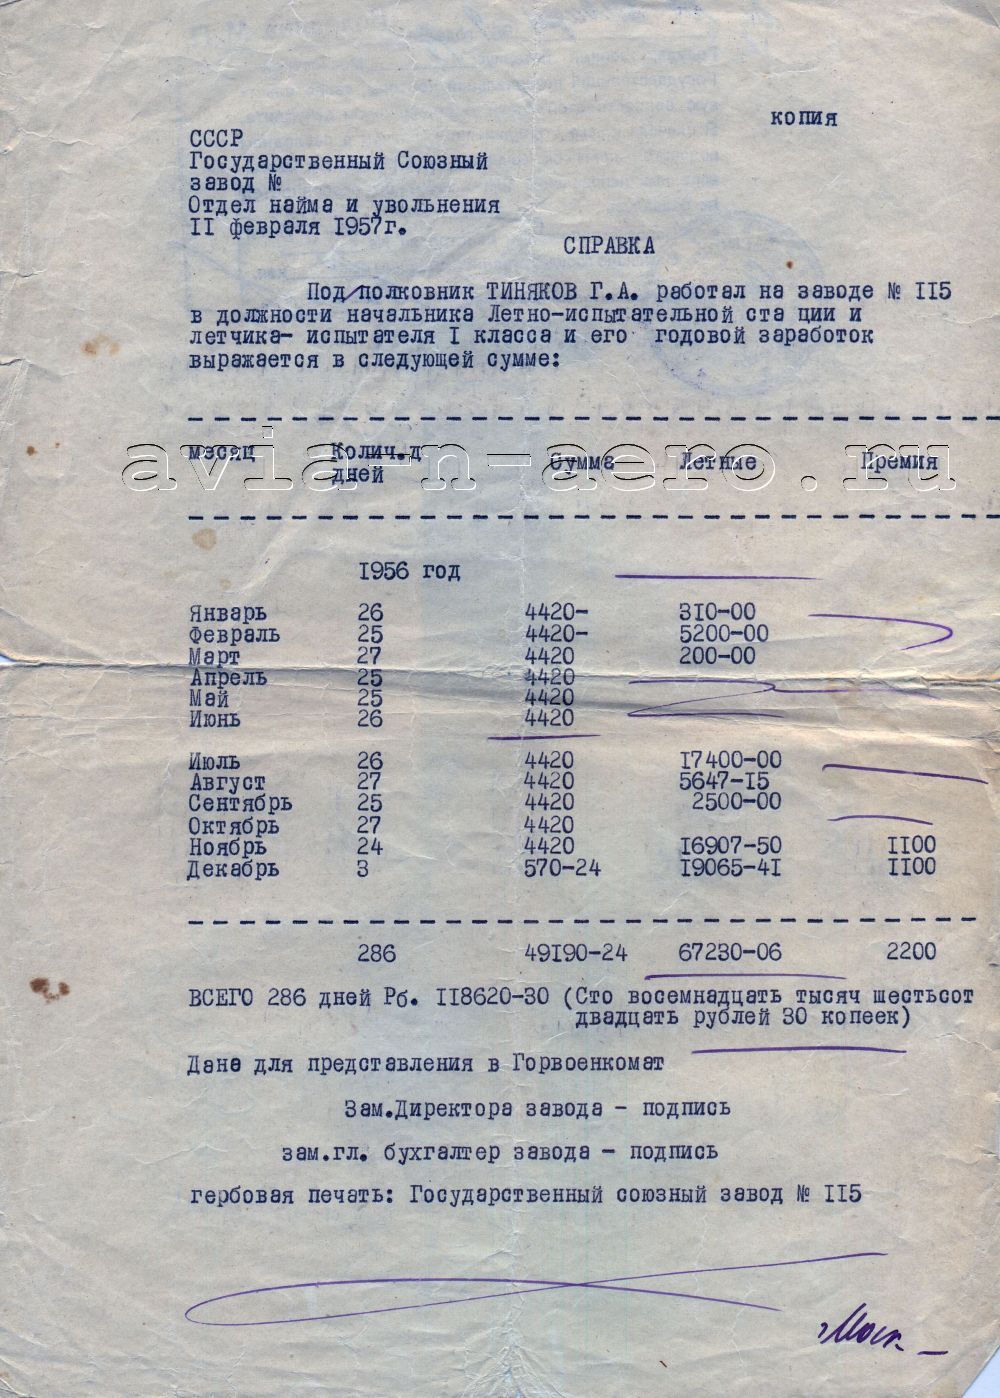 копия
СССР
Государственный Союзный
завод №
Отдел найма и увольнения
II февраля I957г.
СПРАВКА
Под/полковник ТИНЯКОВ Г.А. работал на заводе № II5
в должности начальника Летно-испытательной ста ции и
летчика- испытателя I класса и его годовой заработок
выражается в следующей сумме:
месяц Колич.д Сумма Летные Премия
дней
avia-n-aero.ru
I956 год
Январь 26 4420- 3I0-00
Февраль 25 4420- 5200-00
Март 27 4420 200-00
Апрель 25 4420
Май 25 4420
Июнь 26 4420
Июль 26 4420 I7400-00
Август 27 4420 5647-I5
Сентябрь 25 4420 2500-00
Октябрь 27 4420
Ноябрь 24 4420 I6907-50 II00
Декабрь 3 570-24 I9065-4I II00
286 49I90-24 67230-06 2200
ВСЕГО 286 дней Рб. II8620-30 (Сто восемнадцать тысяч шестьсот
двадцать рублей 30 копеек)
Дана для представления в Горвоенкомат
Зам.Директора завода - подпись
зам.гл. бухгалтер завода - подпись
гербовая печать: Государственный союзный завод № II5